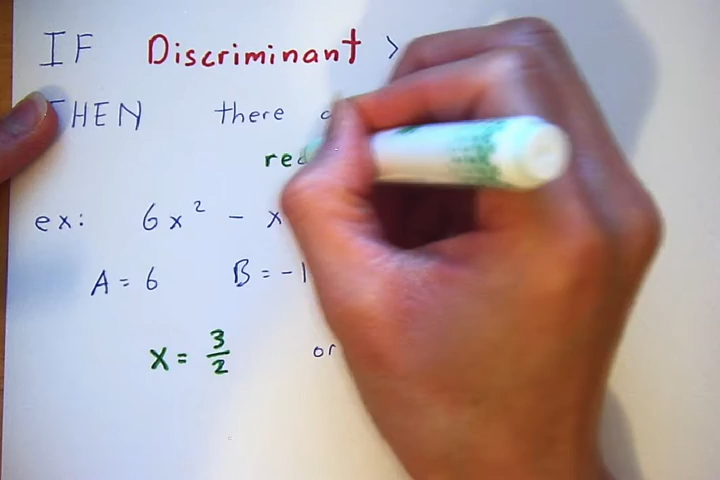 IF Discriminant >
THEN there
ex: 6x² - x
A = 6 B = -1
x = 3/2 or